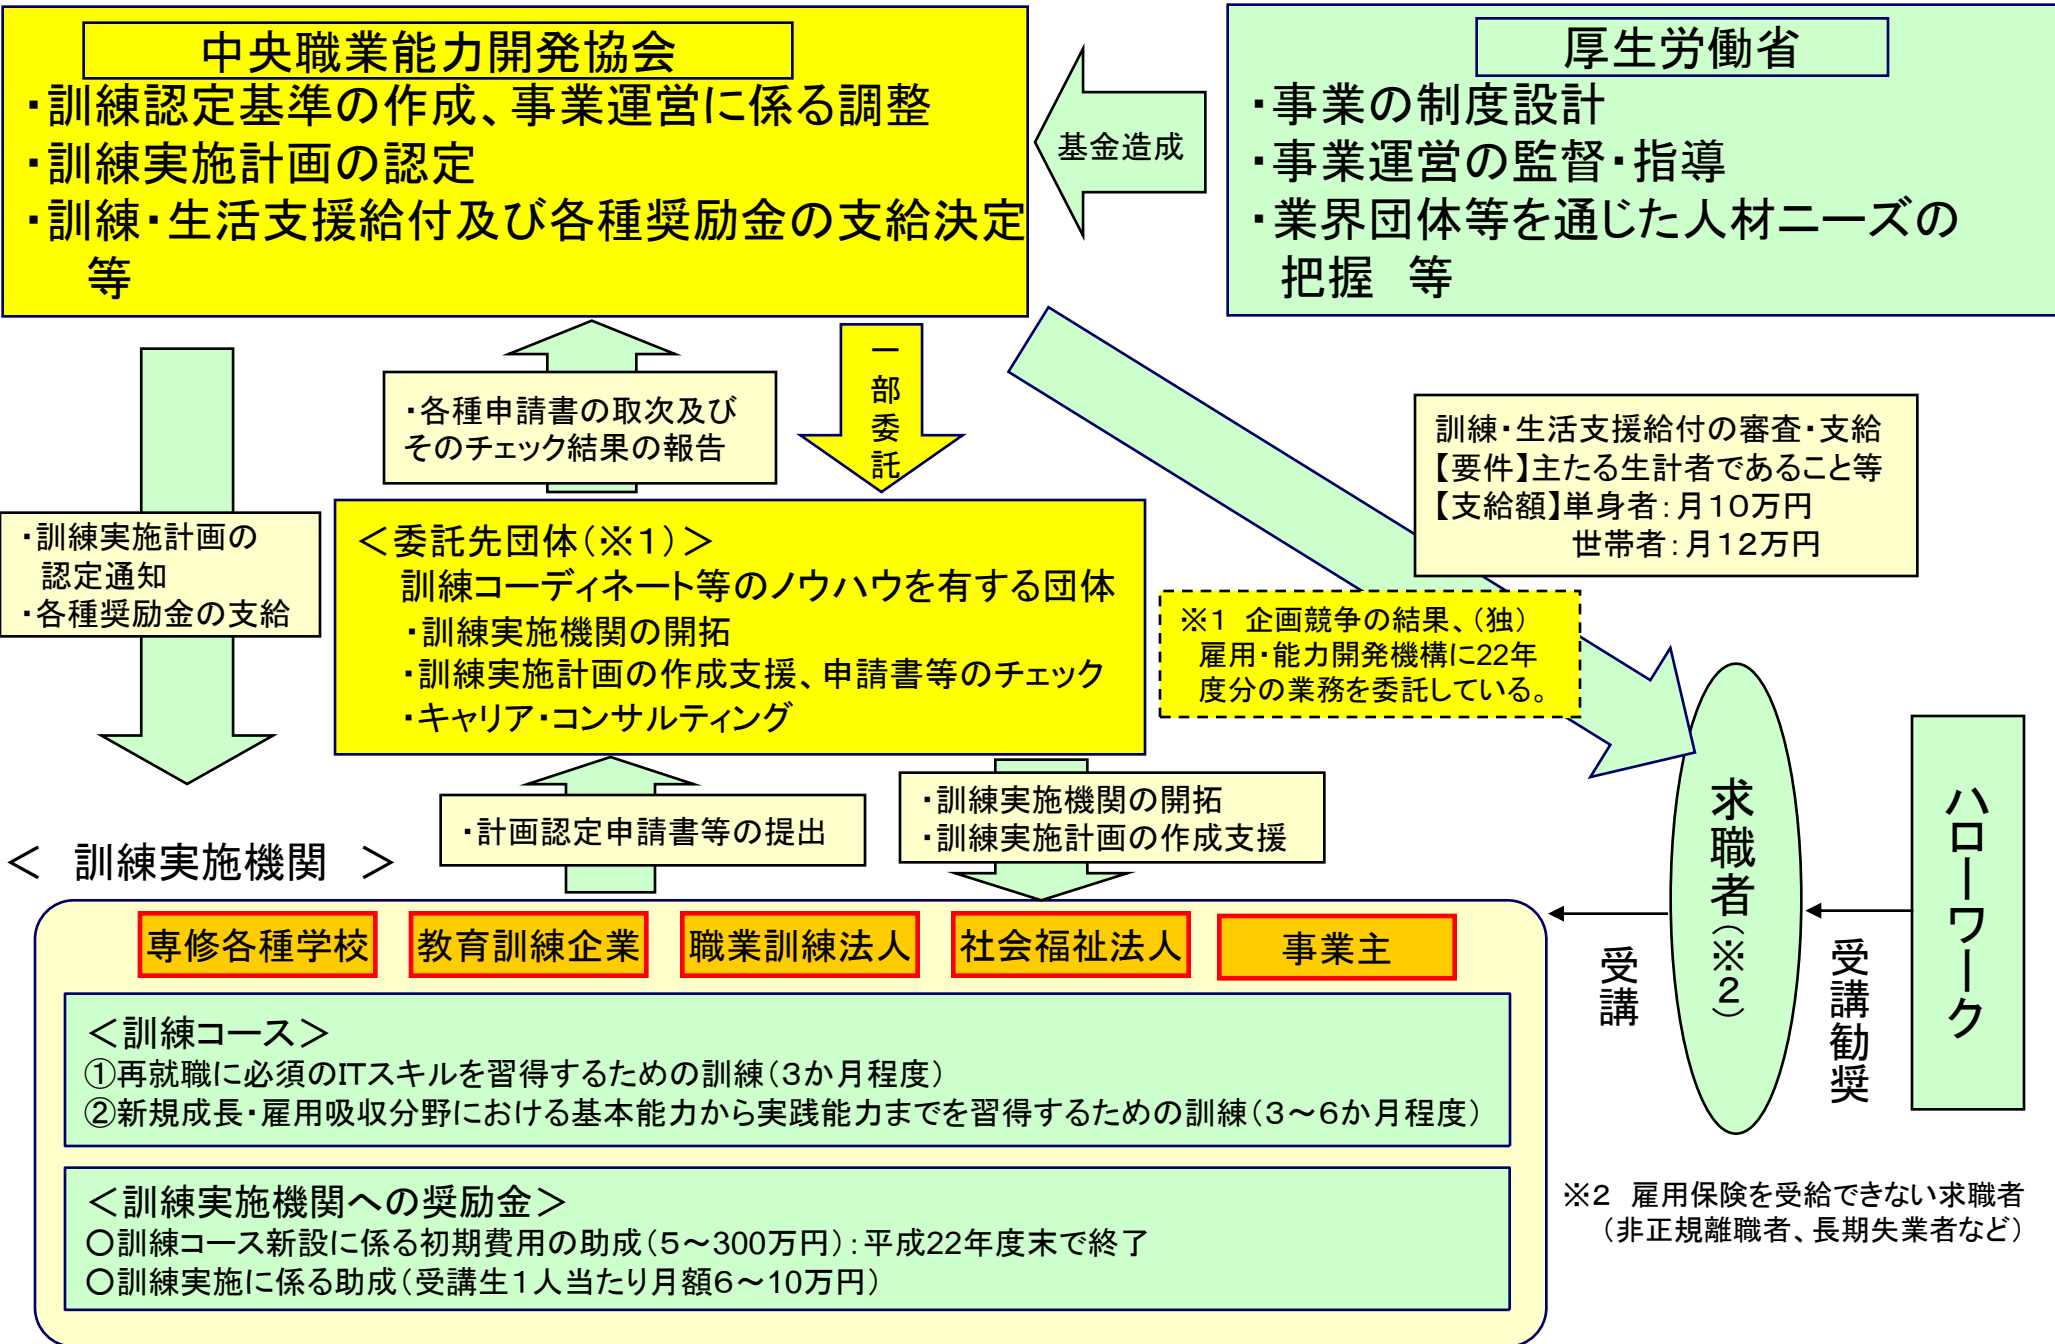 中央職業能力開発協会
・訓練認定基準の作成、事業運営に係る調整
・訓練実施計画の認定
・訓練・生活支援給付及び各種奨励金の支給決定
等
基金造成
厚生労働省
・事業の制度設計
・事業運営の監督・指導
・業界団体等を通じた人材ニーズの
把握　等
・各種申請書の取次及び
そのチェック結果の報告
一部委託
訓練・生活支援給付の審査・支給
【要件】主たる生計者であること等
【支給額】単身者：月１０万円
世帯者：月１２万円
・訓練実施計画の
認定通知
・各種奨励金の支給
＜委託先団体（※１）＞
訓練コーディネート等のノウハウを有する団体
・訓練実施機関の開拓
・訓練実施計画の作成支援、申請書等のチェック
・キャリア・コンサルティング
※１　企画競争の結果、（独）
雇用・能力開発機構に22年
度分の業務を委託している。
・計画認定申請書等の提出
・訓練実施機関の開拓
・訓練実施計画の作成支援
＜　訓練実施機関　＞
専修各種学校
教育訓練企業
職業訓練法人
社会福祉法人
事業主
受講
求職者（※２）
受講勧奨
ハローワーク
＜訓練コース＞
①再就職に必須のITスキルを習得するための訓練（３か月程度）
②新規成長・雇用吸収分野における基本能力から実践能力までを習得するための訓練（３～６か月程度）
＜訓練実施機関への奨励金＞
○訓練コース新設に係る初期費用の助成（５～300万円）：平成22年度末で終了
○訓練実施に係る助成（受講生１人当たり月額６～10万円）
※２　雇用保険を受給できない求職者
（非正規離職者、長期失業者など）